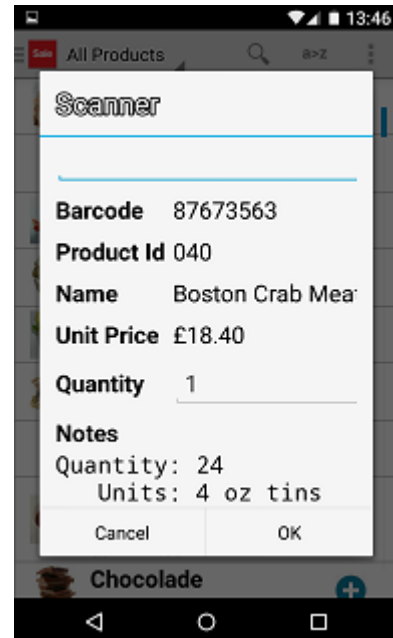 13:46
Sale All Products a>z
Scanner
Barcode 87673563
Product Id 040
Name Boston Crab Mea
Unit Price £18.40
Quantity 1
Notes
Quantity: 24
Units: 4 oz tins
Cancel OK
Chocolade